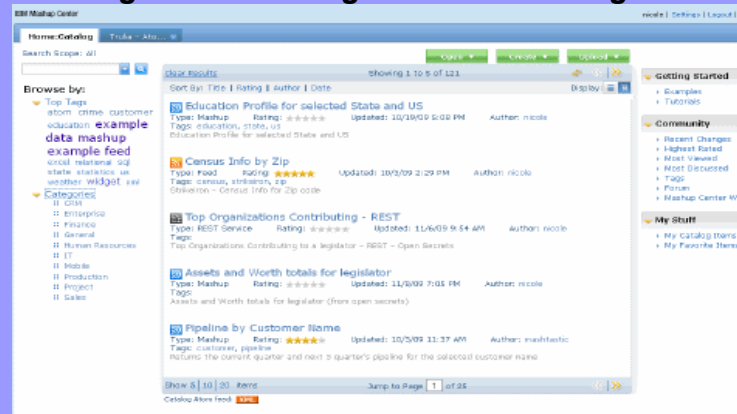 IBM Mashup Center
nicole | Settings | Logout |
Home:Catalog
Search Scope: All
Open
Create
Upload
Clear Results
Showing 1 to 5 of 121
Sort By: Title | Rating | Author | Date
Display:
Browse by:
Top Tags
atom crime customer
education example
data mashup
example feed
excel relational sql
state statistics us
weather widget xml
Categories
CRM
Enterprise
Finance
General
Human Resources
IT
Mobile
Production
Project
Sales
Education Profile for selected State and US
Type: Mashup Rating: Updated: 10/19/09 5:09 PM Author: nicole
Tags: education, state, us
Education Profile for selected State and US
Census Info by Zip
Type: Feed Rating: Updated: 10/3/09 2:29 PM Author: nicole
Tags: census, strikeiron, zip
StrikeIron - Census Info for Zip code
Top Organizations Contributing - REST
Type: REST Service Rating: Updated: 11/6/09 9:54 AM Author: nicole
Tags:
Top Organizations Contributing to a legislator - REST - Open Secrets
Assets and Worth totals for legislator
Type: Mashup Rating: Updated: 11/8/09 7:05 PM Author: nicole
Tags:
Assets and Worth totals for legislator (from open secrets)
Pipeline by Customer Name
Type: Mashup Rating: Updated: 10/5/09 11:37 AM Author: mashtastic
Tags: customer, pipeline
Returns the current quarter and next 3 quarter's pipeline for the selected customer name
Show 5 | 10 | 20 items
Jump to Page 1 of 25
Catalog Atom feed:
Getting Started
Examples
Tutorials
Community
Recent Changes
Highest Rated
Most Viewed
Most Discussed
Tags
Forum
Mashup Center
My Stuff
My Catalog Items
My Favorite Items